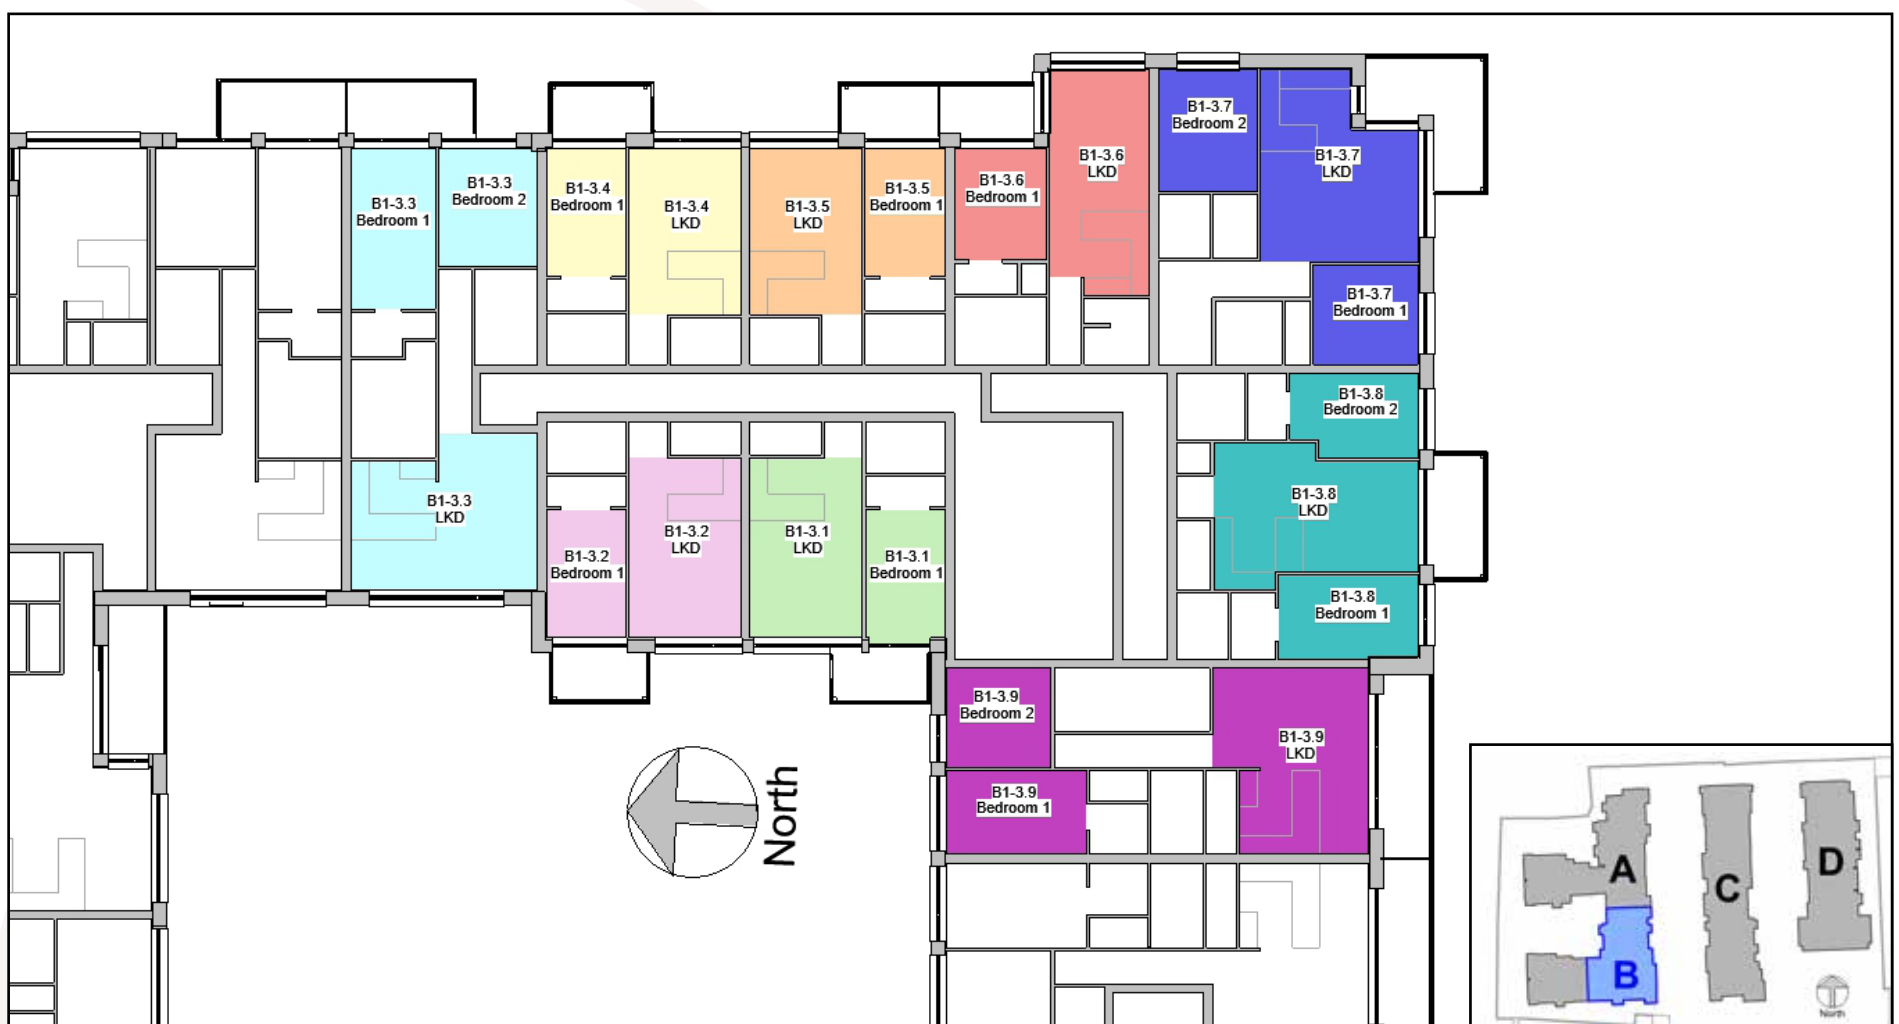 B1-3.3
Bedroom 1
B1-3.3
Bedroom 2
B1-3.4
Bedroom 1
B1-3.4
LKD
B1-3.5
LKD
B1-3.5
Bedroom 1
B1-3.6
Bedroom 1
B1-3.6
LKD
B1-3.7
Bedroom 2
B1-3.7
LKD
B1-3.7
Bedroom 1
B1-3.8
Bedroom 2
B1-3.8
LKD
B1-3.8
Bedroom 1
B1-3.3
LKD
B1-3.2
Bedroom 1
B1-3.2
LKD
B1-3.1
LKD
B1-3.1
Bedroom 1
B1-3.9
Bedroom 2
B1-3.9
LKD
B1-3.9
Bedroom 1
North
A
B
C
D
North